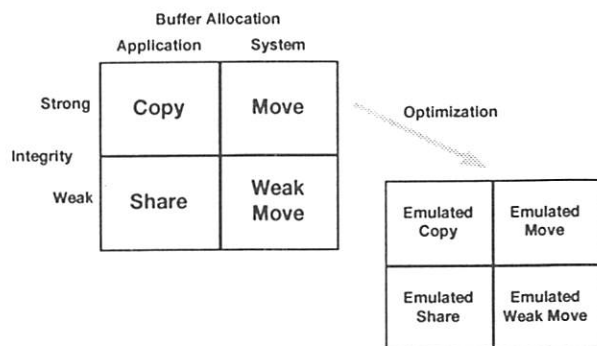 Buffer Allocation
Application System
Strong
Copy
Move
Optimization
Integrity
Weak
Share
Weak
Move
Emulated
Copy
Emulated
Move
Emulated
Share
Emulated
Weak Move